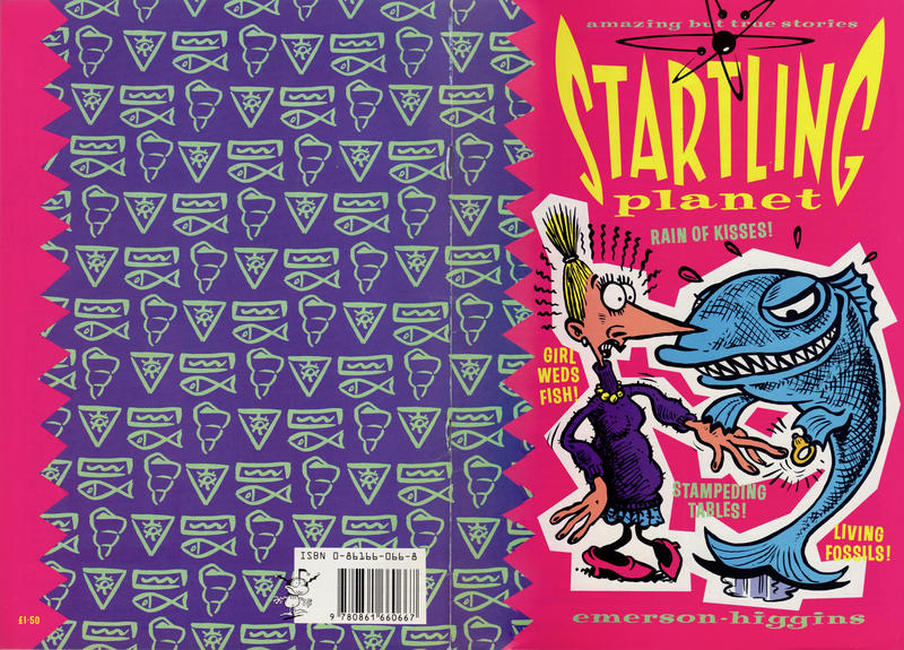 £1·50
ISBN 0-86166-066-8
9 780861 660667
amazing but true stories
STARTLING
planet
RAIN OF KISSES!
GIRL
WEDS
FISH!
STAMPEDING
TABLES!
LIVING
FOSSILS!
emerson-higgins